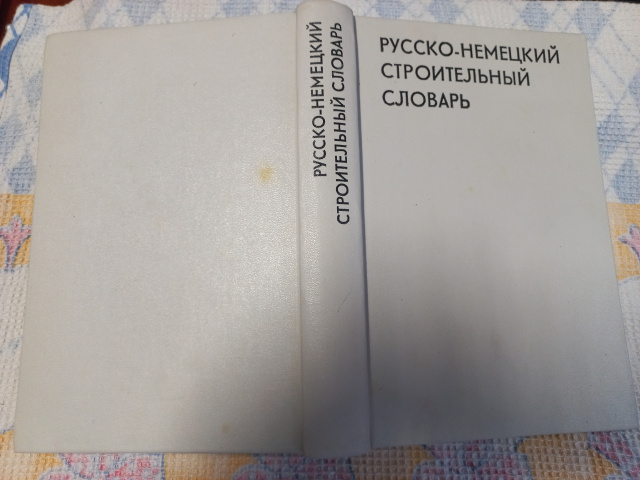 РУССКО-НЕМЕЦКИЙ
СТРОИТЕЛЬНЫЙ СЛОВАРЬ
РУССКО-НЕМЕЦКИЙ
СТРОИТЕЛЬНЫЙ
СЛОВАРЬ